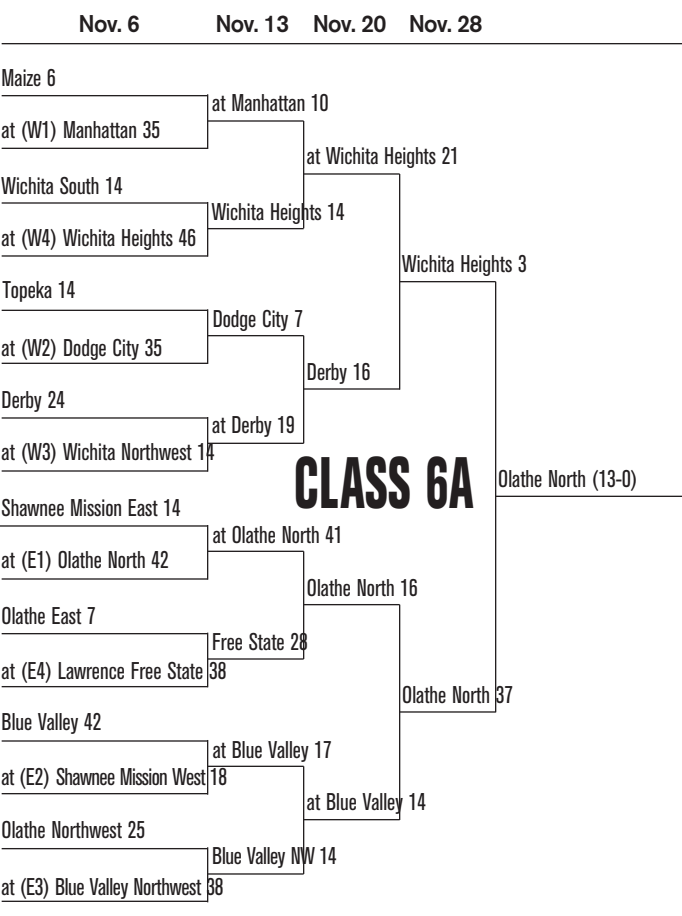 Nov. 6 Nov. 13 Nov. 20 Nov. 28
Maize 6
at Manhattan 10
at (W1) Manhattan 35
at Wichita Heights 21
Wichita South 14
Wichita Heights 14
at (W4) Wichita Heights 46
Wichita Heights 3
Topeka 14
Dodge City 7
at (W2) Dodge City 35
Derby 16
Derby 24
at Derby 19
at (W3) Wichita Northwest 14
CLASS 6A
Olathe North (13-0)
Shawnee Mission East 14
at Olathe North 41
at (E1) Olathe North 42
Olathe North 16
Olathe East 7
Free State 28
at (E4) Lawrence Free State 38
Olathe North 37
Blue Valley 42
at Blue Valley 17
at (E2) Shawnee Mission West 18
at Blue Valley 14
Olathe Northwest 25
Blue Valley NW 14
at (E3) Blue Valley Northwest 38